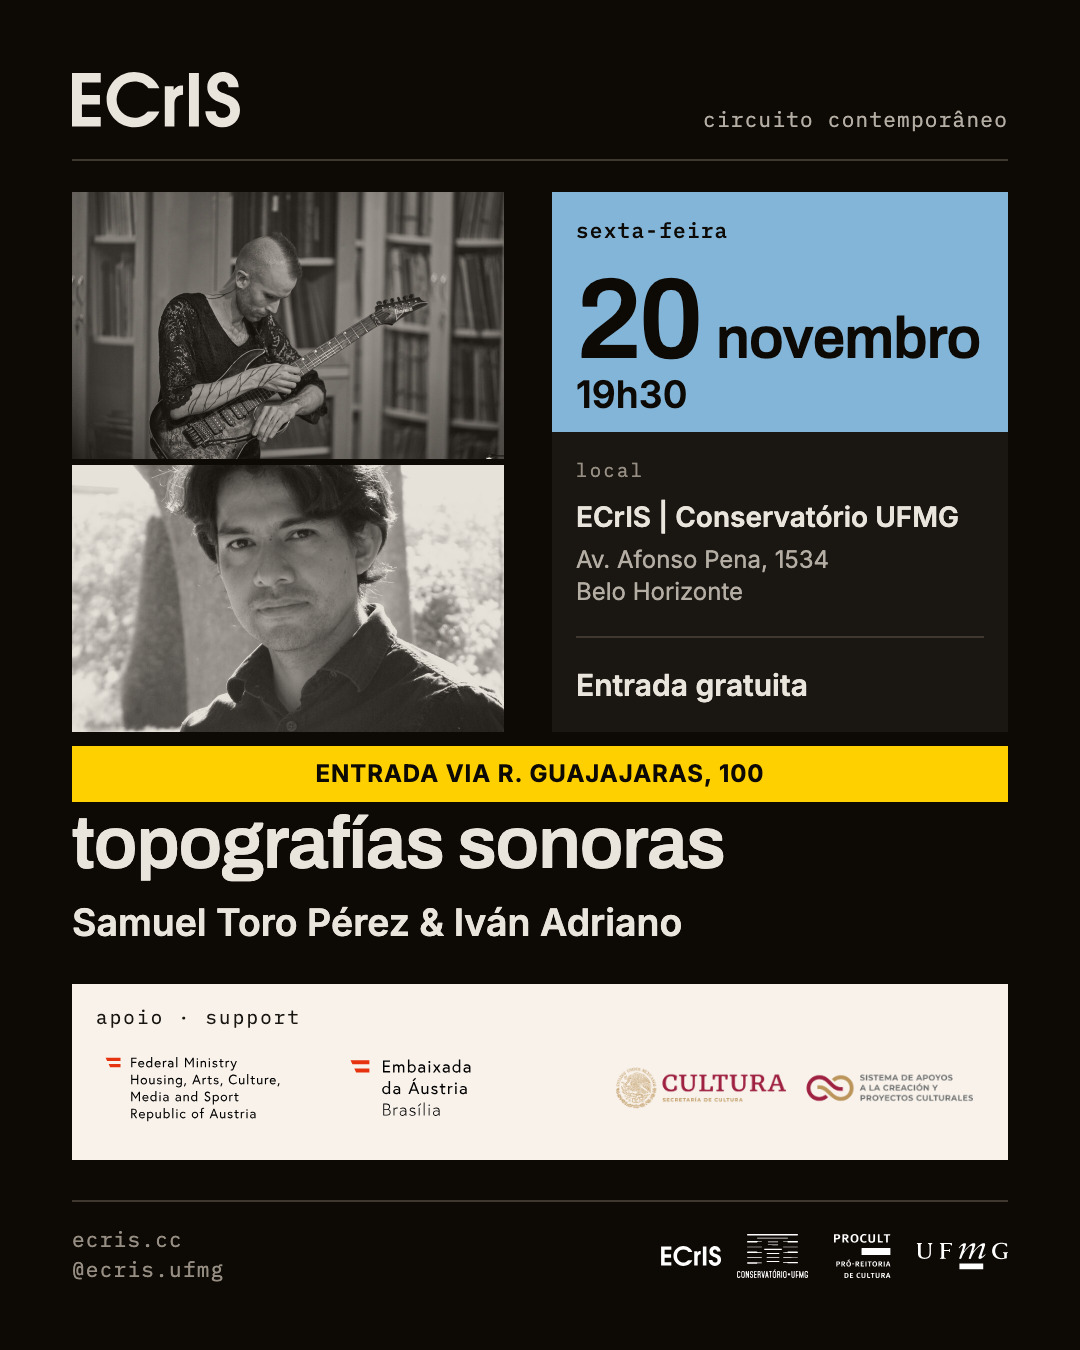 ECrIS
circuito contemporâneo
sexta-feira
20 novembro
19h30
local
ECrIS | Conservatório UFMG
Av. Afonso Pena, 1534
Belo Horizonte
Entrada gratuita
ENTRADA VIA R. GUAJAJARAS, 100
topografías sonoras
Samuel Toro Pérez & Iván Adriano
apoio · support
Federal Ministry
Housing, Arts, Culture,
Media and Sport
Republic of Austria
Embaixada
da Áustria
Brasília
CULTURA
SECRETARÍA DE CULTURA
SISTEMA DE APOYOS
A LA CREACIÓN Y
PROYECTOS CULTURALES
ecris.cc
@ecris.ufmg
ECrIS
CONSERVATÓRIO•UFMG
PROCULT
PRÓ-REITORIA
DE CULTURA
UFmG